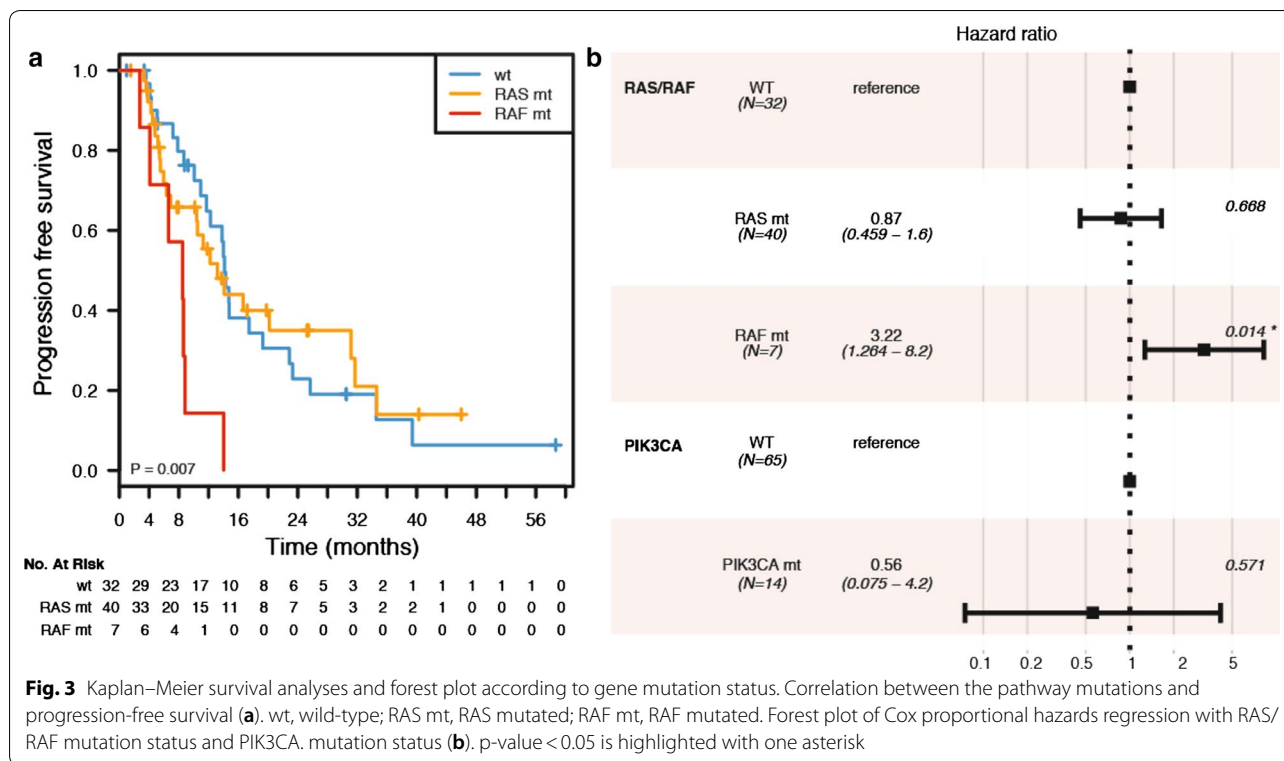 a
Progression free survival
1.0
0.8
0.6
0.4
0.2
0.0
wt
RAS mt
RAF mt
P = 0.007
0 4 8 16 24 32 40 48 56
Time (months)
No. At Risk
wt 32 29 23 17 10 8 6 5 3 2 1 1 1 1 1 0
RAS mt 40 33 20 15 11 8 7 5 3 2 2 1 0 0 0 0
RAF mt 7 6 4 1 0 0 0 0 0 0 0 0 0 0 0 0
b
Hazard ratio
RAS/RAF WT reference
(N=32)
RAS mt 0.87 0.668
(N=40) (0.459 – 1.6)
RAF mt 3.22 0.014 *
(N=7) (1.264 – 8.2)
PIK3CA WT reference
(N=65)
PIK3CA mt 0.56 0.571
(N=14) (0.075 – 4.2)
0.1 0.2 0.5 1 2 5
Fig. 3 Kaplan–Meier survival analyses and forest plot according to gene mutation status. Correlation between the pathway mutations and
progression-free survival (a). wt, wild-type; RAS mt, RAS mutated; RAF mt, RAF mutated. Forest plot of Cox proportional hazards regression with RAS/
RAF mutation status and PIK3CA. mutation status (b). p-value < 0.05 is highlighted with one asterisk